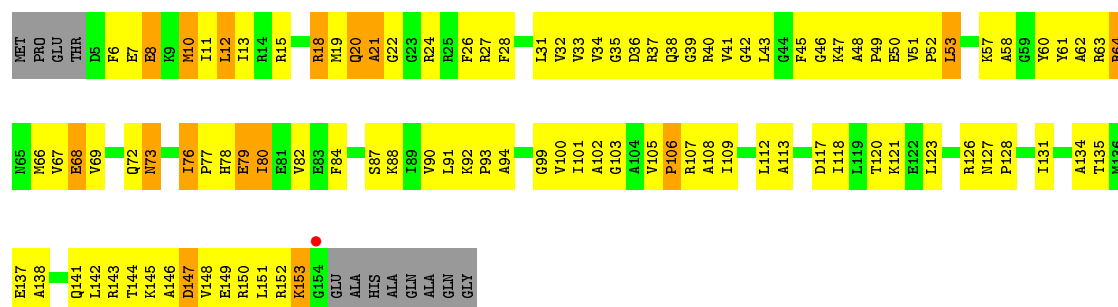 MET PRO GLU THR D5 F6 E7 E8 K9 M10 I11 L12 I13 R14 R15 R18 M19 Q20 A21 G22 G23 R24 R25 F26 R27 F28 L31 V32 V33 V34 G35 D36 R37 Q38 G39 R40 V41 G42 L43 G44 F45 G46 K47 A48 P49 E50 V51 P52 L53 K57 A58 G59 Y60 Y61 A62 R63 R64
N65 M66 V67 E68 V69 Q72 N73 I76 P77 H78 E79 I80 E81 V82 E83 F84 S87 K88 I89 V90 L91 K92 P93 A94 G99 V100 I101 A102 G103 A104 V105 P106 R107 A108 I109 L112 A113 D117 I118 L119 T120 K121 E122 L123 R126 N127 P128 I131 A134 T135 M136
E137 A138 Q141 L142 R143 T144 K145 A146 D147 V148 E149 R150 L151 R152 K153 G154 GLU ALA HIS ALA GLN ALA GLN GLY